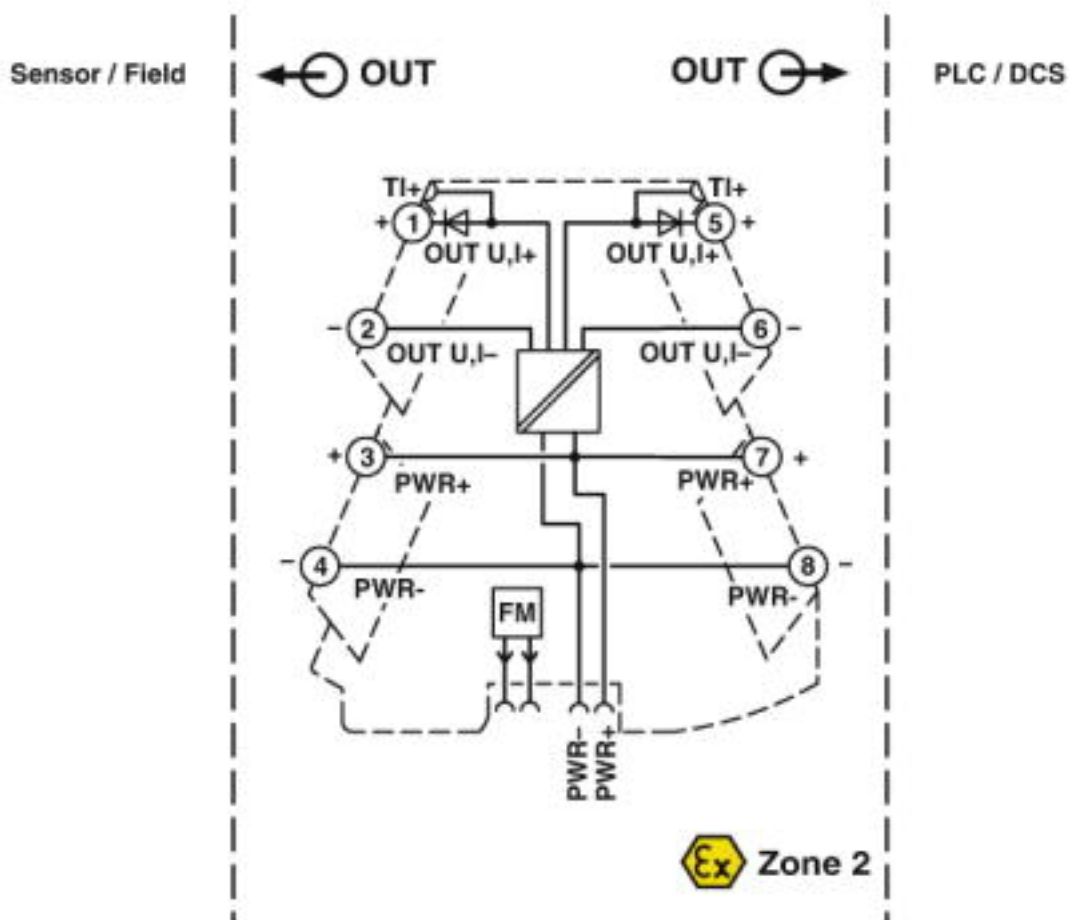 Sensor / Field
OUT
OUT
PLC / DCS
TI+
TI+
+ 1
5 +
OUT U,I+
OUT U,I+
– 2
6 –
OUT U,I–
OUT U,I–
+ 3
7 +
PWR+
PWR+
– 4
8 –
PWR-
PWR-
FM
PWR-
PWR+
Ex Zone 2